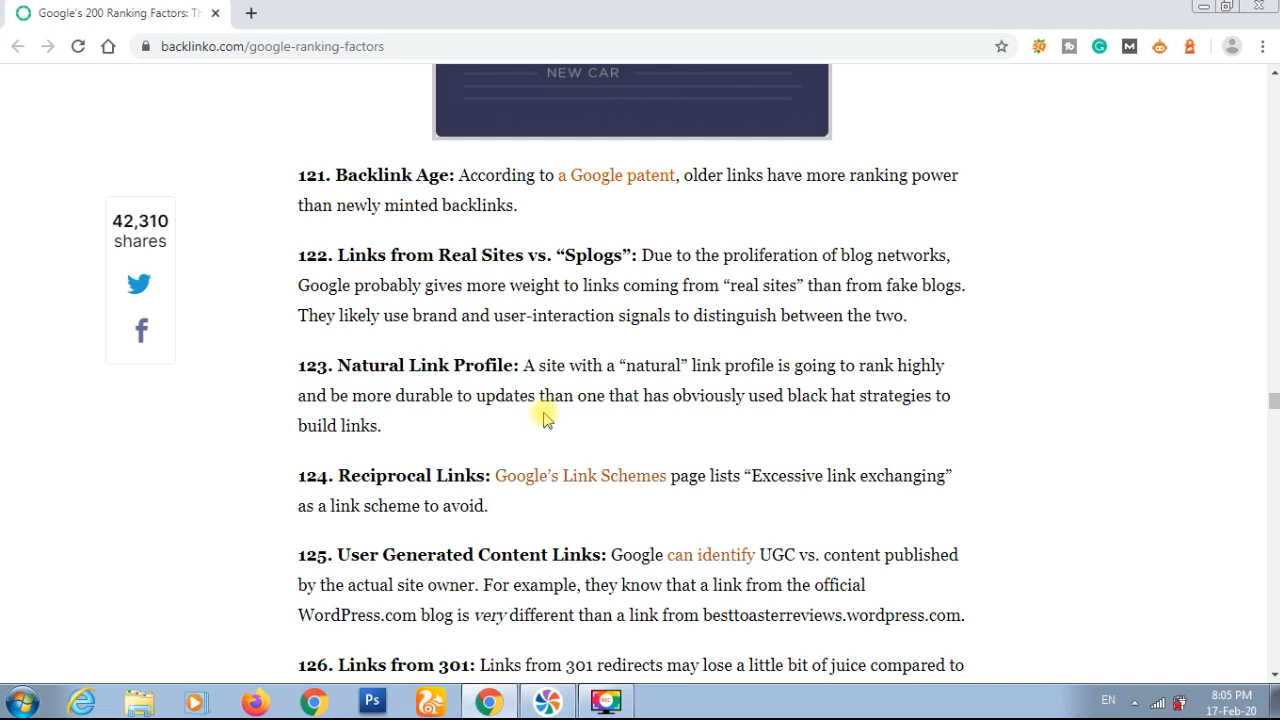 Google's 200 Ranking Factors: Th
backlinko.com/google-ranking-factors
NEW CAR
121. Backlink Age: According to a Google patent, older links have more ranking power
than newly minted backlinks.
42,310
shares
122. Links from Real Sites vs. “Splogs”: Due to the proliferation of blog networks,
Google probably gives more weight to links coming from “real sites” than from fake blogs.
They likely use brand and user-interaction signals to distinguish between the two.
123. Natural Link Profile: A site with a “natural” link profile is going to rank highly
and be more durable to updates than one that has obviously used black hat strategies to
build links.
124. Reciprocal Links: Google’s Link Schemes page lists “Excessive link exchanging”
as a link scheme to avoid.
125. User Generated Content Links: Google can identify UGC vs. content published
by the actual site owner. For example, they know that a link from the official
WordPress.com blog is very different than a link from besttoasterreviews.wordpress.com.
126. Links from 301: Links from 301 redirects may lose a little bit of juice compared to
Ps
EN
8:05 PM
17-Feb-20